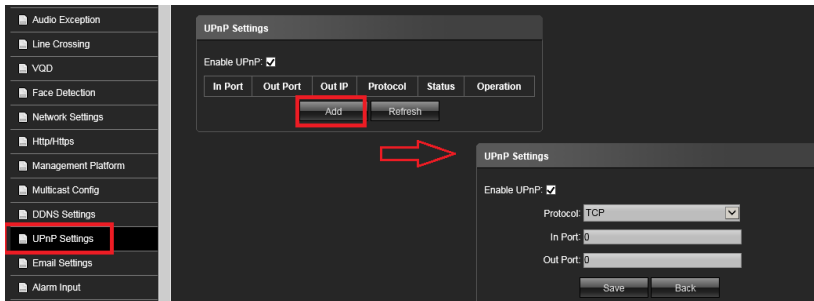 Audio Exception
Line Crossing
VQD
Face Detection
Network Settings
Http/Https
Management Platform
Multicast Config
DDNS Settings
UPnP Settings
Email Settings
Alarm Input
UPnP Settings
Enable UPnP:
In Port Out Port Out IP Protocol Status Operation
Add Refresh
UPnP Settings
Enable UPnP:
Protocol: TCP
In Port: 0
Out Port: 0
Save Back